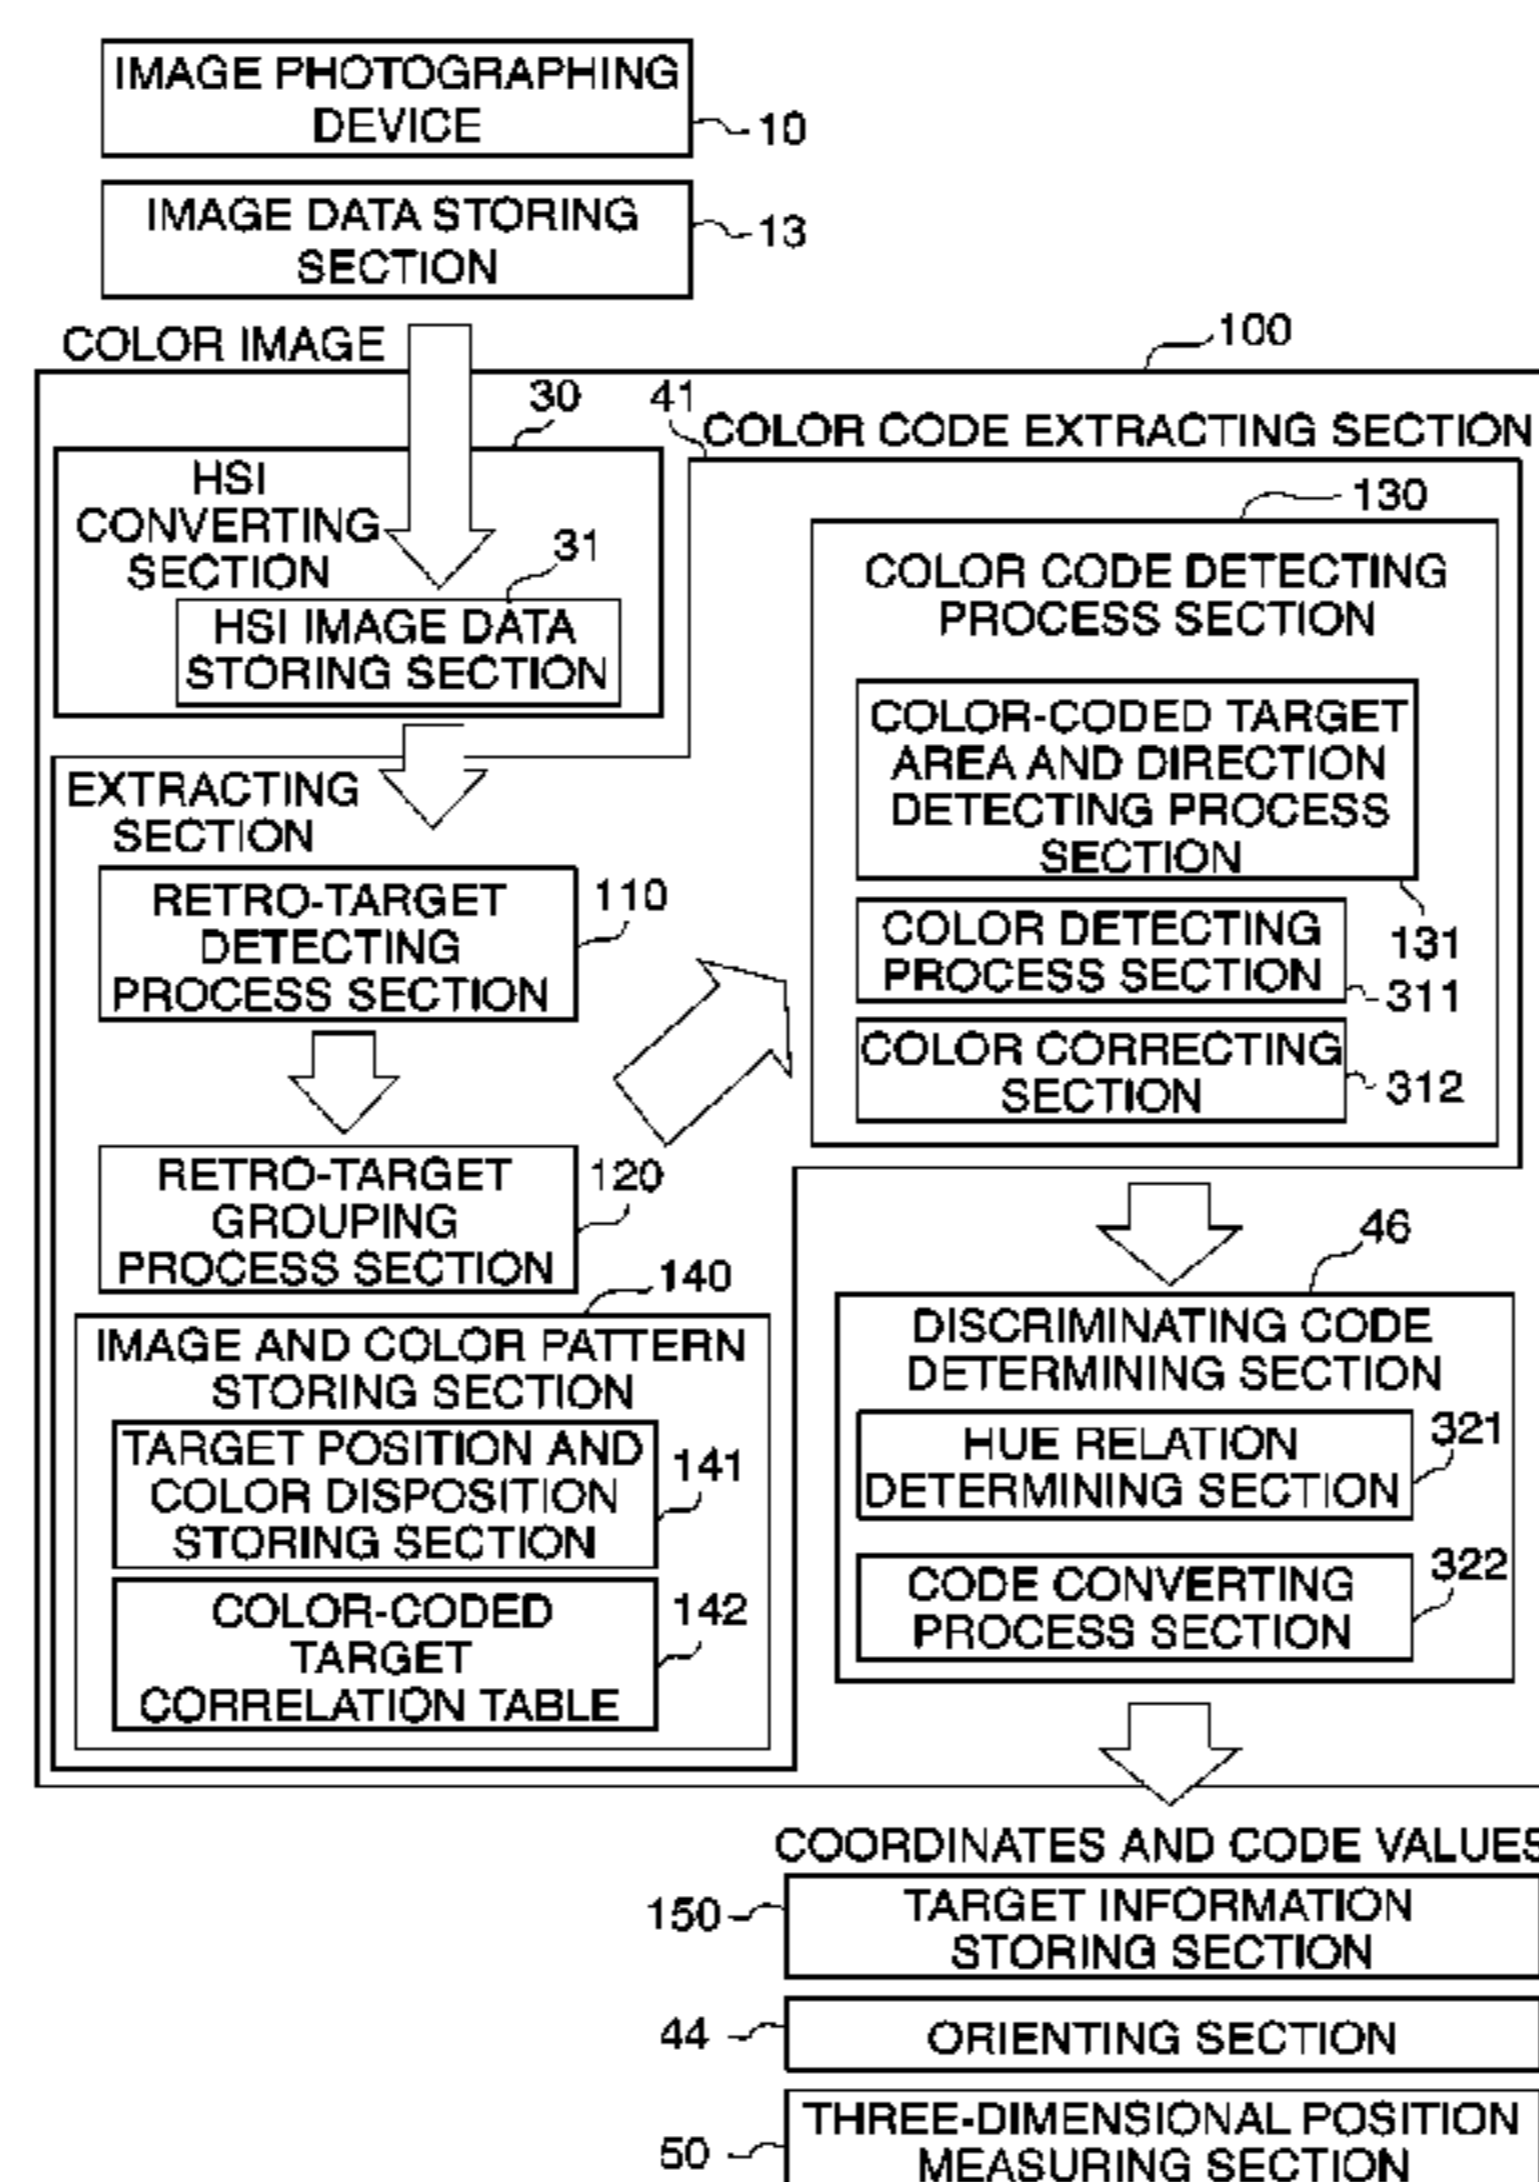 IMAGE PHOTOGRAPHING
DEVICE
10
IMAGE DATA STORING
SECTION
13
COLOR IMAGE
100
30
HSI
CONVERTING
SECTION
31
HSI IMAGE DATA
STORING SECTION
41
COLOR CODE EXTRACTING SECTION
EXTRACTING
SECTION
RETRO-TARGET
DETECTING
PROCESS SECTION
110
RETRO-TARGET
GROUPING
PROCESS SECTION
120
140
IMAGE AND COLOR PATTERN
STORING SECTION
TARGET POSITION AND
COLOR DISPOSITION
STORING SECTION
141
COLOR-CODED
TARGET
CORRELATION TABLE
142
130
COLOR CODE DETECTING
PROCESS SECTION
COLOR-CODED TARGET
AREA AND DIRECTION
DETECTING PROCESS
SECTION
131
COLOR DETECTING
PROCESS SECTION
311
COLOR CORRECTING
SECTION
312
46
DISCRIMINATING CODE
DETERMINING SECTION
HUE RELATION
DETERMINING SECTION
321
CODE CONVERTING
PROCESS SECTION
322
COORDINATES AND CODE VALUES
150
TARGET INFORMATION
STORING SECTION
44
ORIENTING SECTION
50
THREE-DIMENSIONAL POSITION
MEASURING SECTION